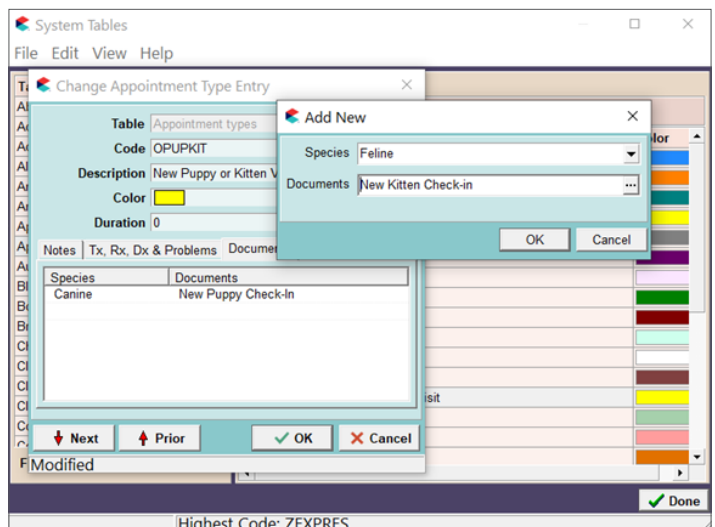 System Tables
File Edit View Help
Change Appointment Type Entry
Table Appointment types
Code OPUPKIT
Description New Puppy or Kitten V
Color
Duration 0
Notes Tx, Rx, Dx & Problems Documen
Species Documents
Canine New Puppy Check-In
Next Prior OK Cancel
Modified
Add New
Species Feline
Documents New Kitten Check-in ...
OK Cancel
lor
isit
Done
Highest Code: ZEXPRES